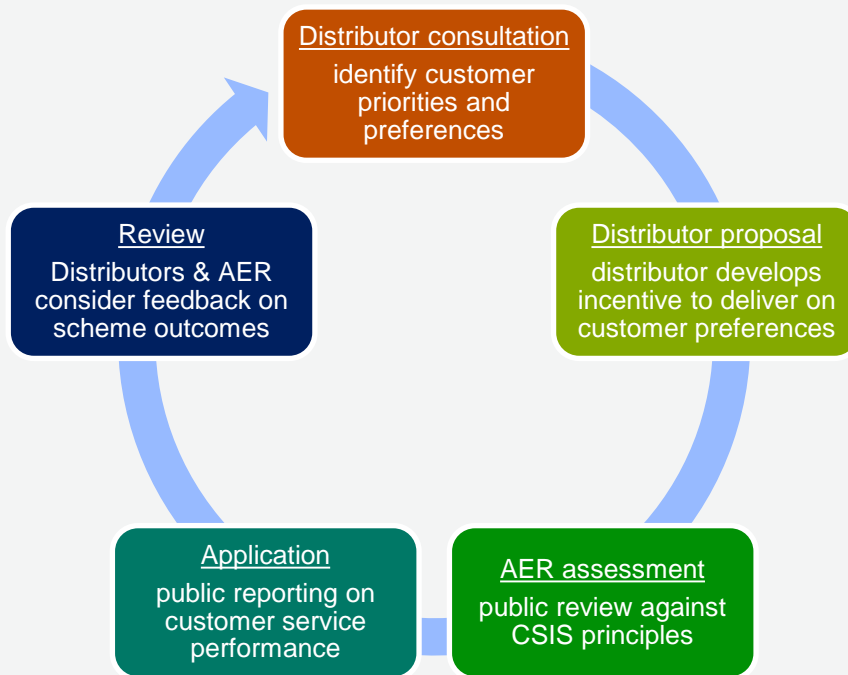 Distributor consultation
identify customer
priorities and
preferences
Distributor proposal
distributor develops
incentive to deliver on
customer preferences
AER assessment
public review against
CSIS principles
Application
public reporting on
customer service
performance
Review
Distributors & AER
consider feedback on
scheme outcomes